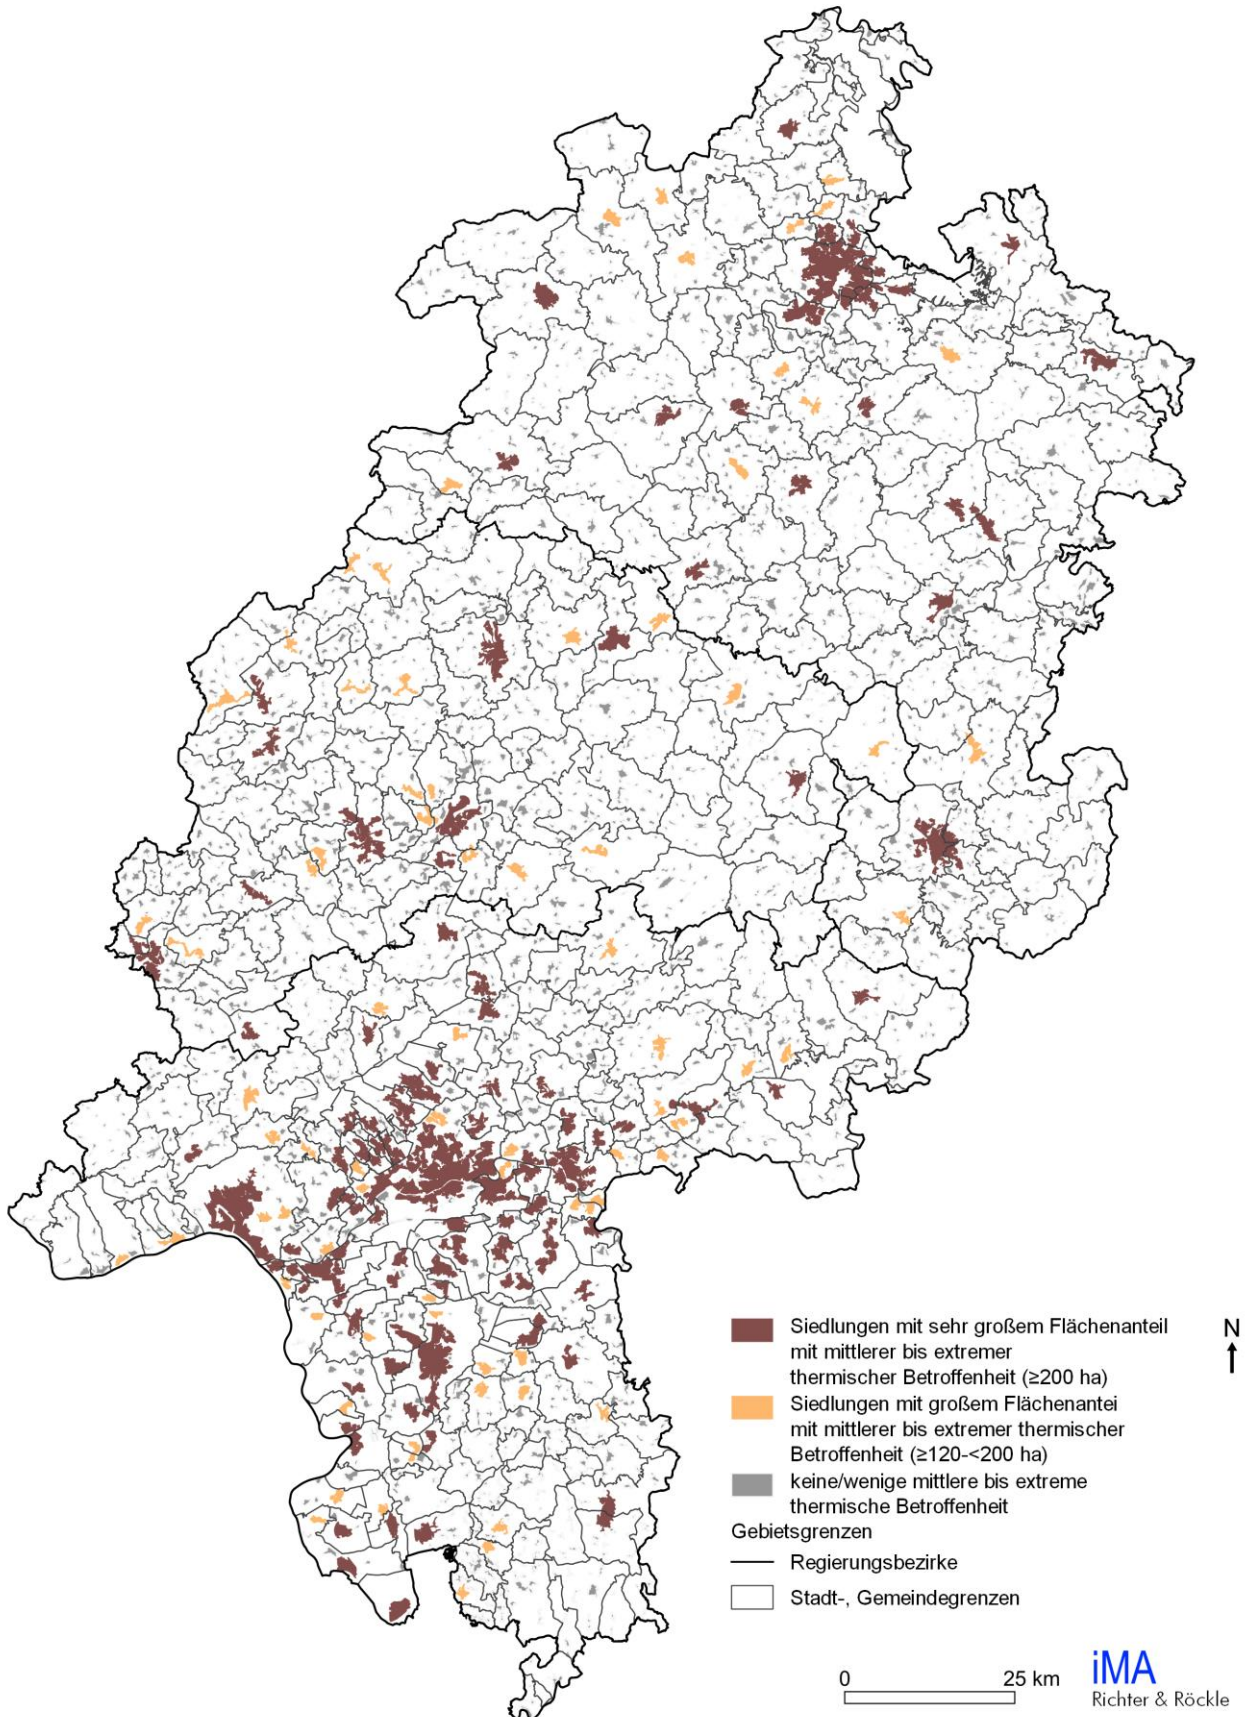 Siedlungen mit sehr großem Flächenanteil
mit mittlerer bis extremer
thermischer Betroffenheit (≥200 ha)
Siedlungen mit großem Flächenantei
mit mittlerer bis extremer thermischer
Betroffenheit (≥120-<200 ha)
keine/wenige mittlere bis extreme
thermische Betroffenheit
Gebietsgrenzen
Regierungsbezirke
Stadt-, Gemeindegrenzen
N
0 25 km
iMA
Richter & Röckle